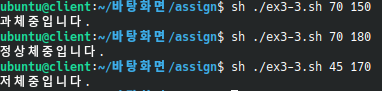 ubuntu@client:~/바탕화면/assign$ sh ./ex3-3.sh 70 150
과체중입니다.
ubuntu@client:~/바탕화면/assign$ sh ./ex3-3.sh 70 180
정상체중입니다.
ubuntu@client:~/바탕화면/assign$ sh ./ex3-3.sh 45 170
저체중입니다.